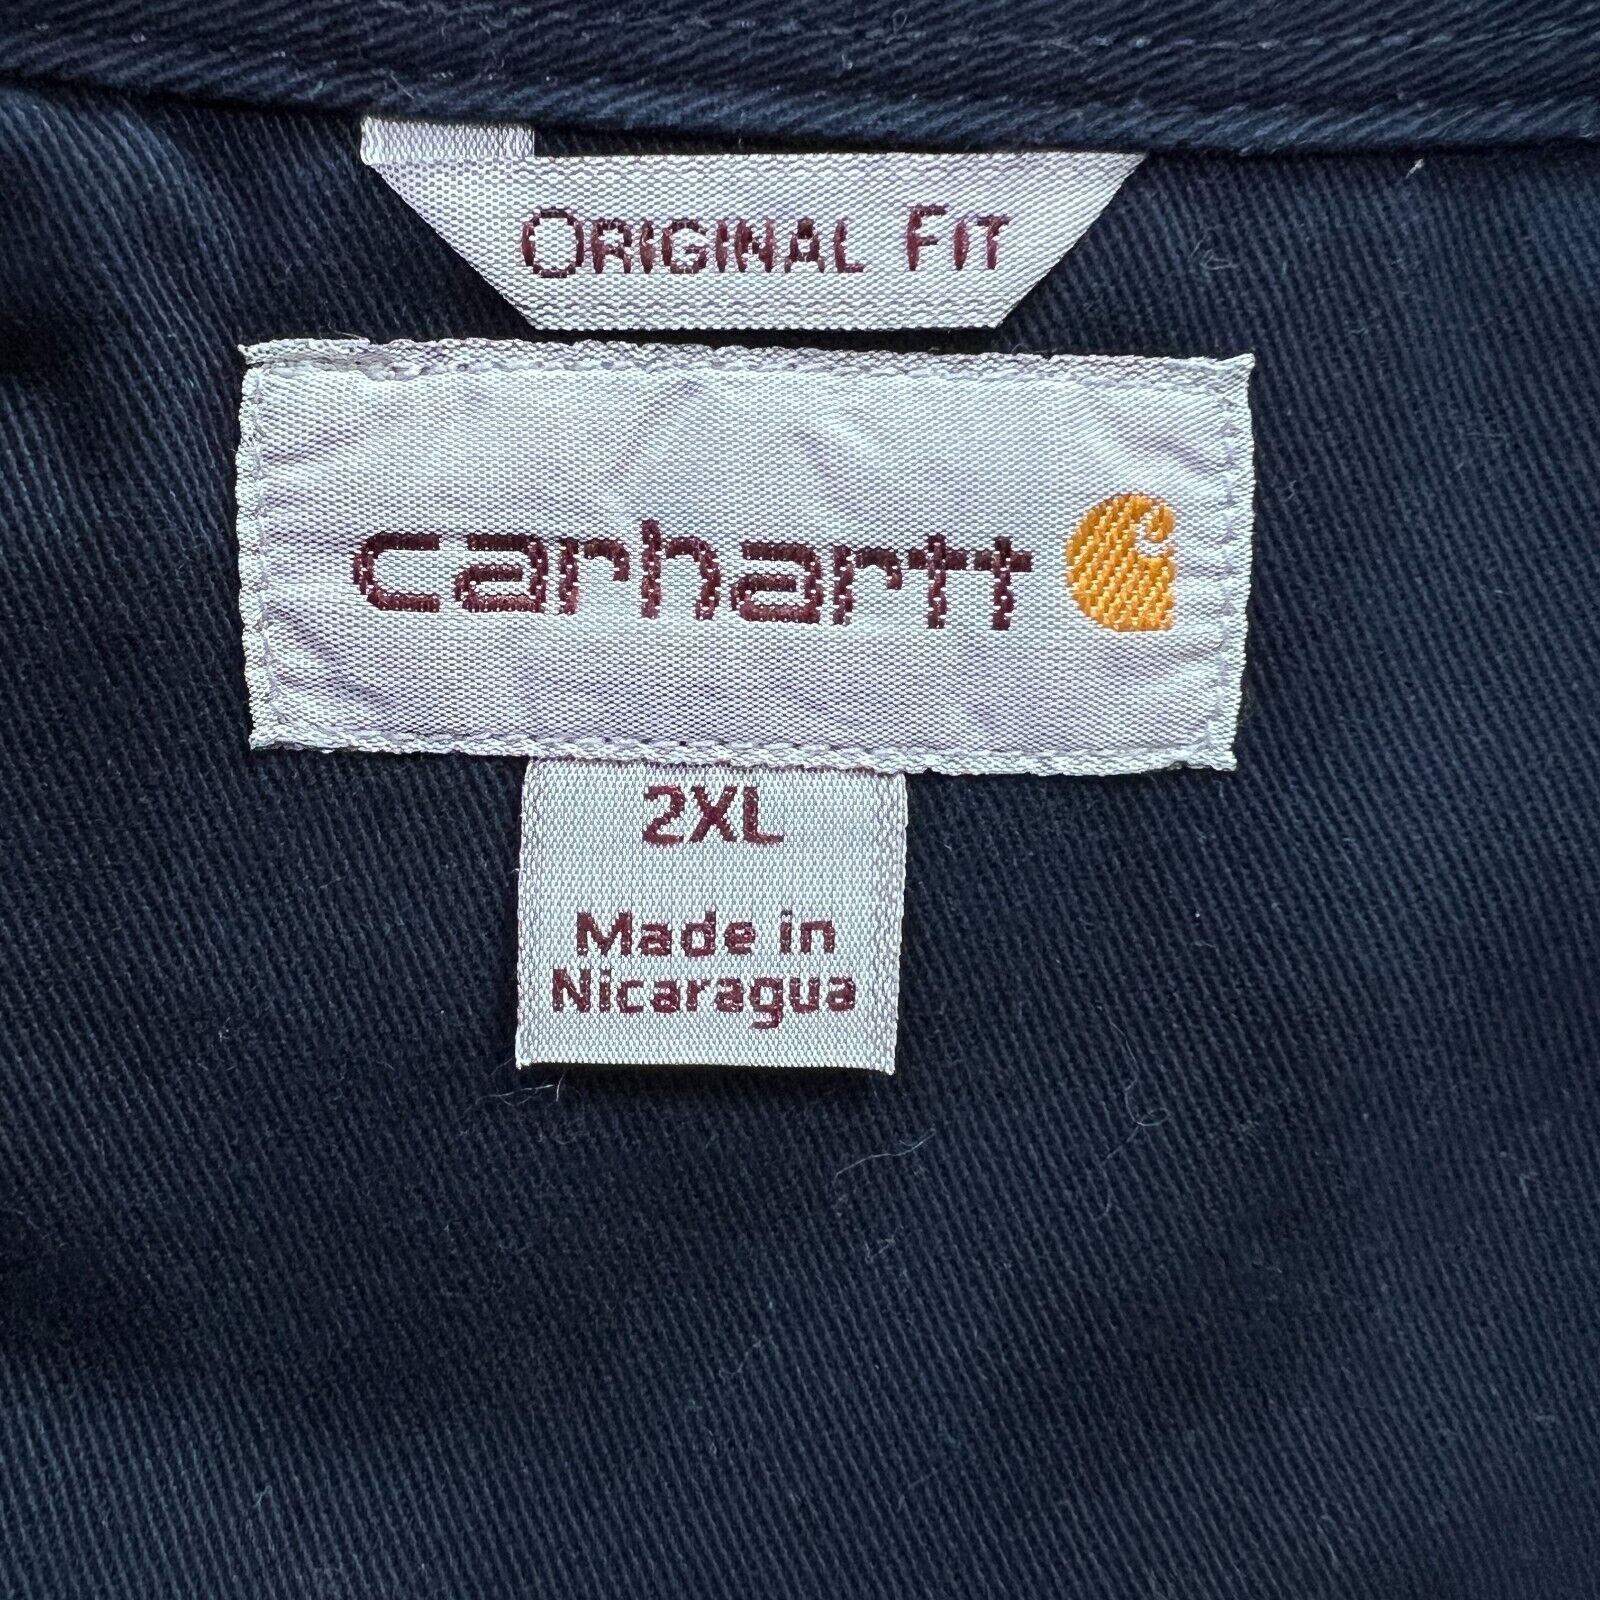 ORIGINAL FIT
carhartt
2XL
Made in
Nicaragua